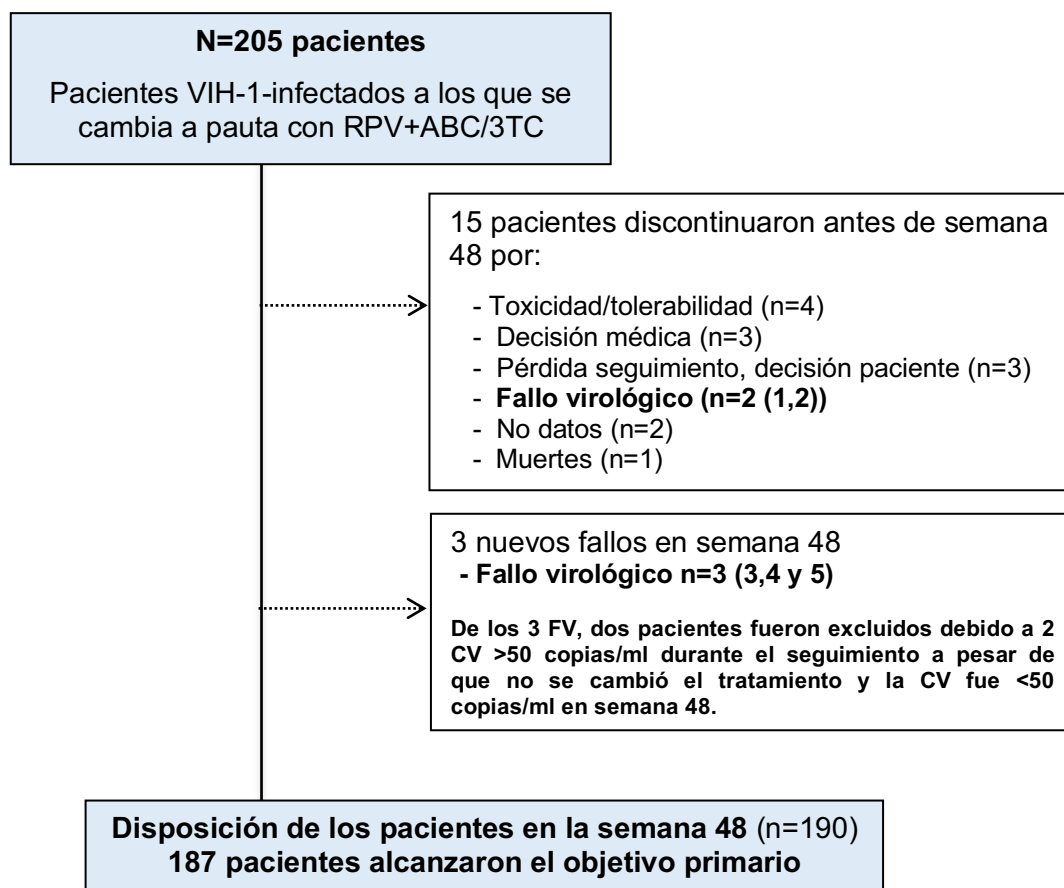 N=205 pacientes
Pacientes VIH-1-infectados a los que se
cambia a pauta con RPV+ABC/3TC
15 pacientes discontinuaron antes de semana
48 por:
- Toxicidad/tolerabilidad (n=4)
- Decisión médica (n=3)
- Pérdida seguimiento, decisión paciente (n=3)
- Fallo virológico (n=2 (1,2))
- No datos (n=2)
- Muertes (n=1)
3 nuevos fallos en semana 48
- Fallo virológico n=3 (3,4 y 5)
De los 3 FV, dos pacientes fueron excluidos debido a 2
CV >50 copias/ml durante el seguimiento a pesar de
que no se cambió el tratamiento y la CV fue <50
copias/ml en semana 48.
Disposición de los pacientes en la semana 48 (n=190)
187 pacientes alcanzaron el objetivo primario